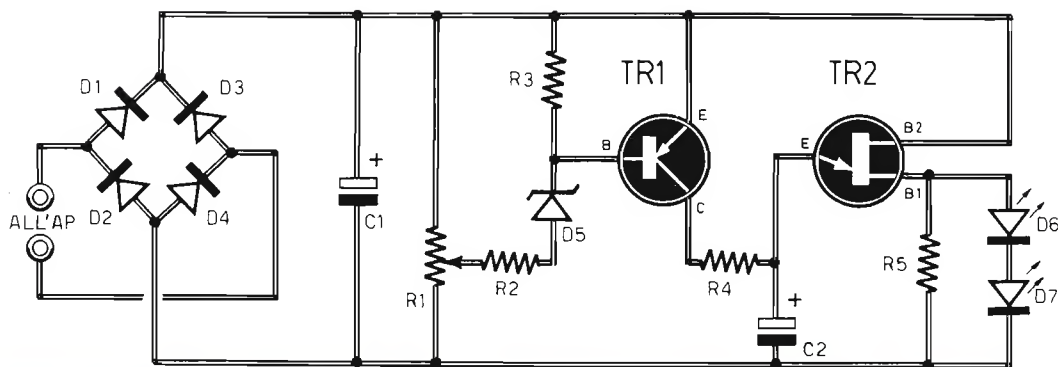 D1
D3
D2
D4
ALL'AP
+
C1
R1
R2
R3
D5
TR1
B
E
C
R4
+
C2
TR2
E
B2
B1
R5
D6
D7